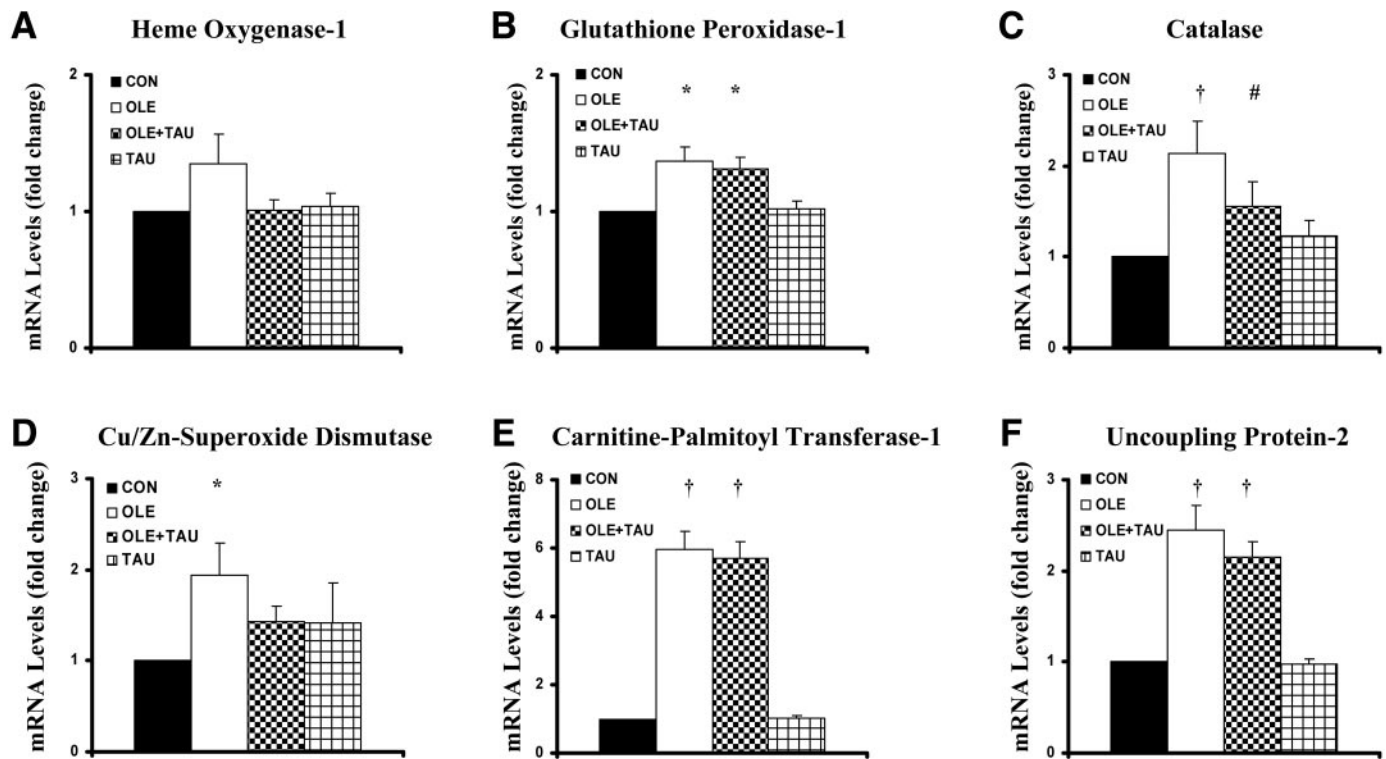 A Heme Oxygenase-1
mRNA Levels (fold change)
2
1
0
CON
OLE
OLE+TAU
TAU
B Glutathione Peroxidase-1
mRNA Levels (fold change)
2
1
0
CON
OLE
OLE+TAU
TAU
* *
C Catalase
mRNA Levels (fold change)
3
2
1
0
CON
OLE
OLE+TAU
TAU
† #
D Cu/Zn-Superoxide Dismutase
mRNA Levels (fold change)
3
2
1
0
CON
OLE
OLE+TAU
TAU
*
E Carnitine-Palmitoyl Transferase-1
mRNA Levels (fold change)
8
6
4
2
0
CON
OLE
OLE+TAU
TAU
† †
F Uncoupling Protein-2
mRNA Levels (fold change)
3
2
1
0
CON
OLE
OLE+TAU
TAU
† †